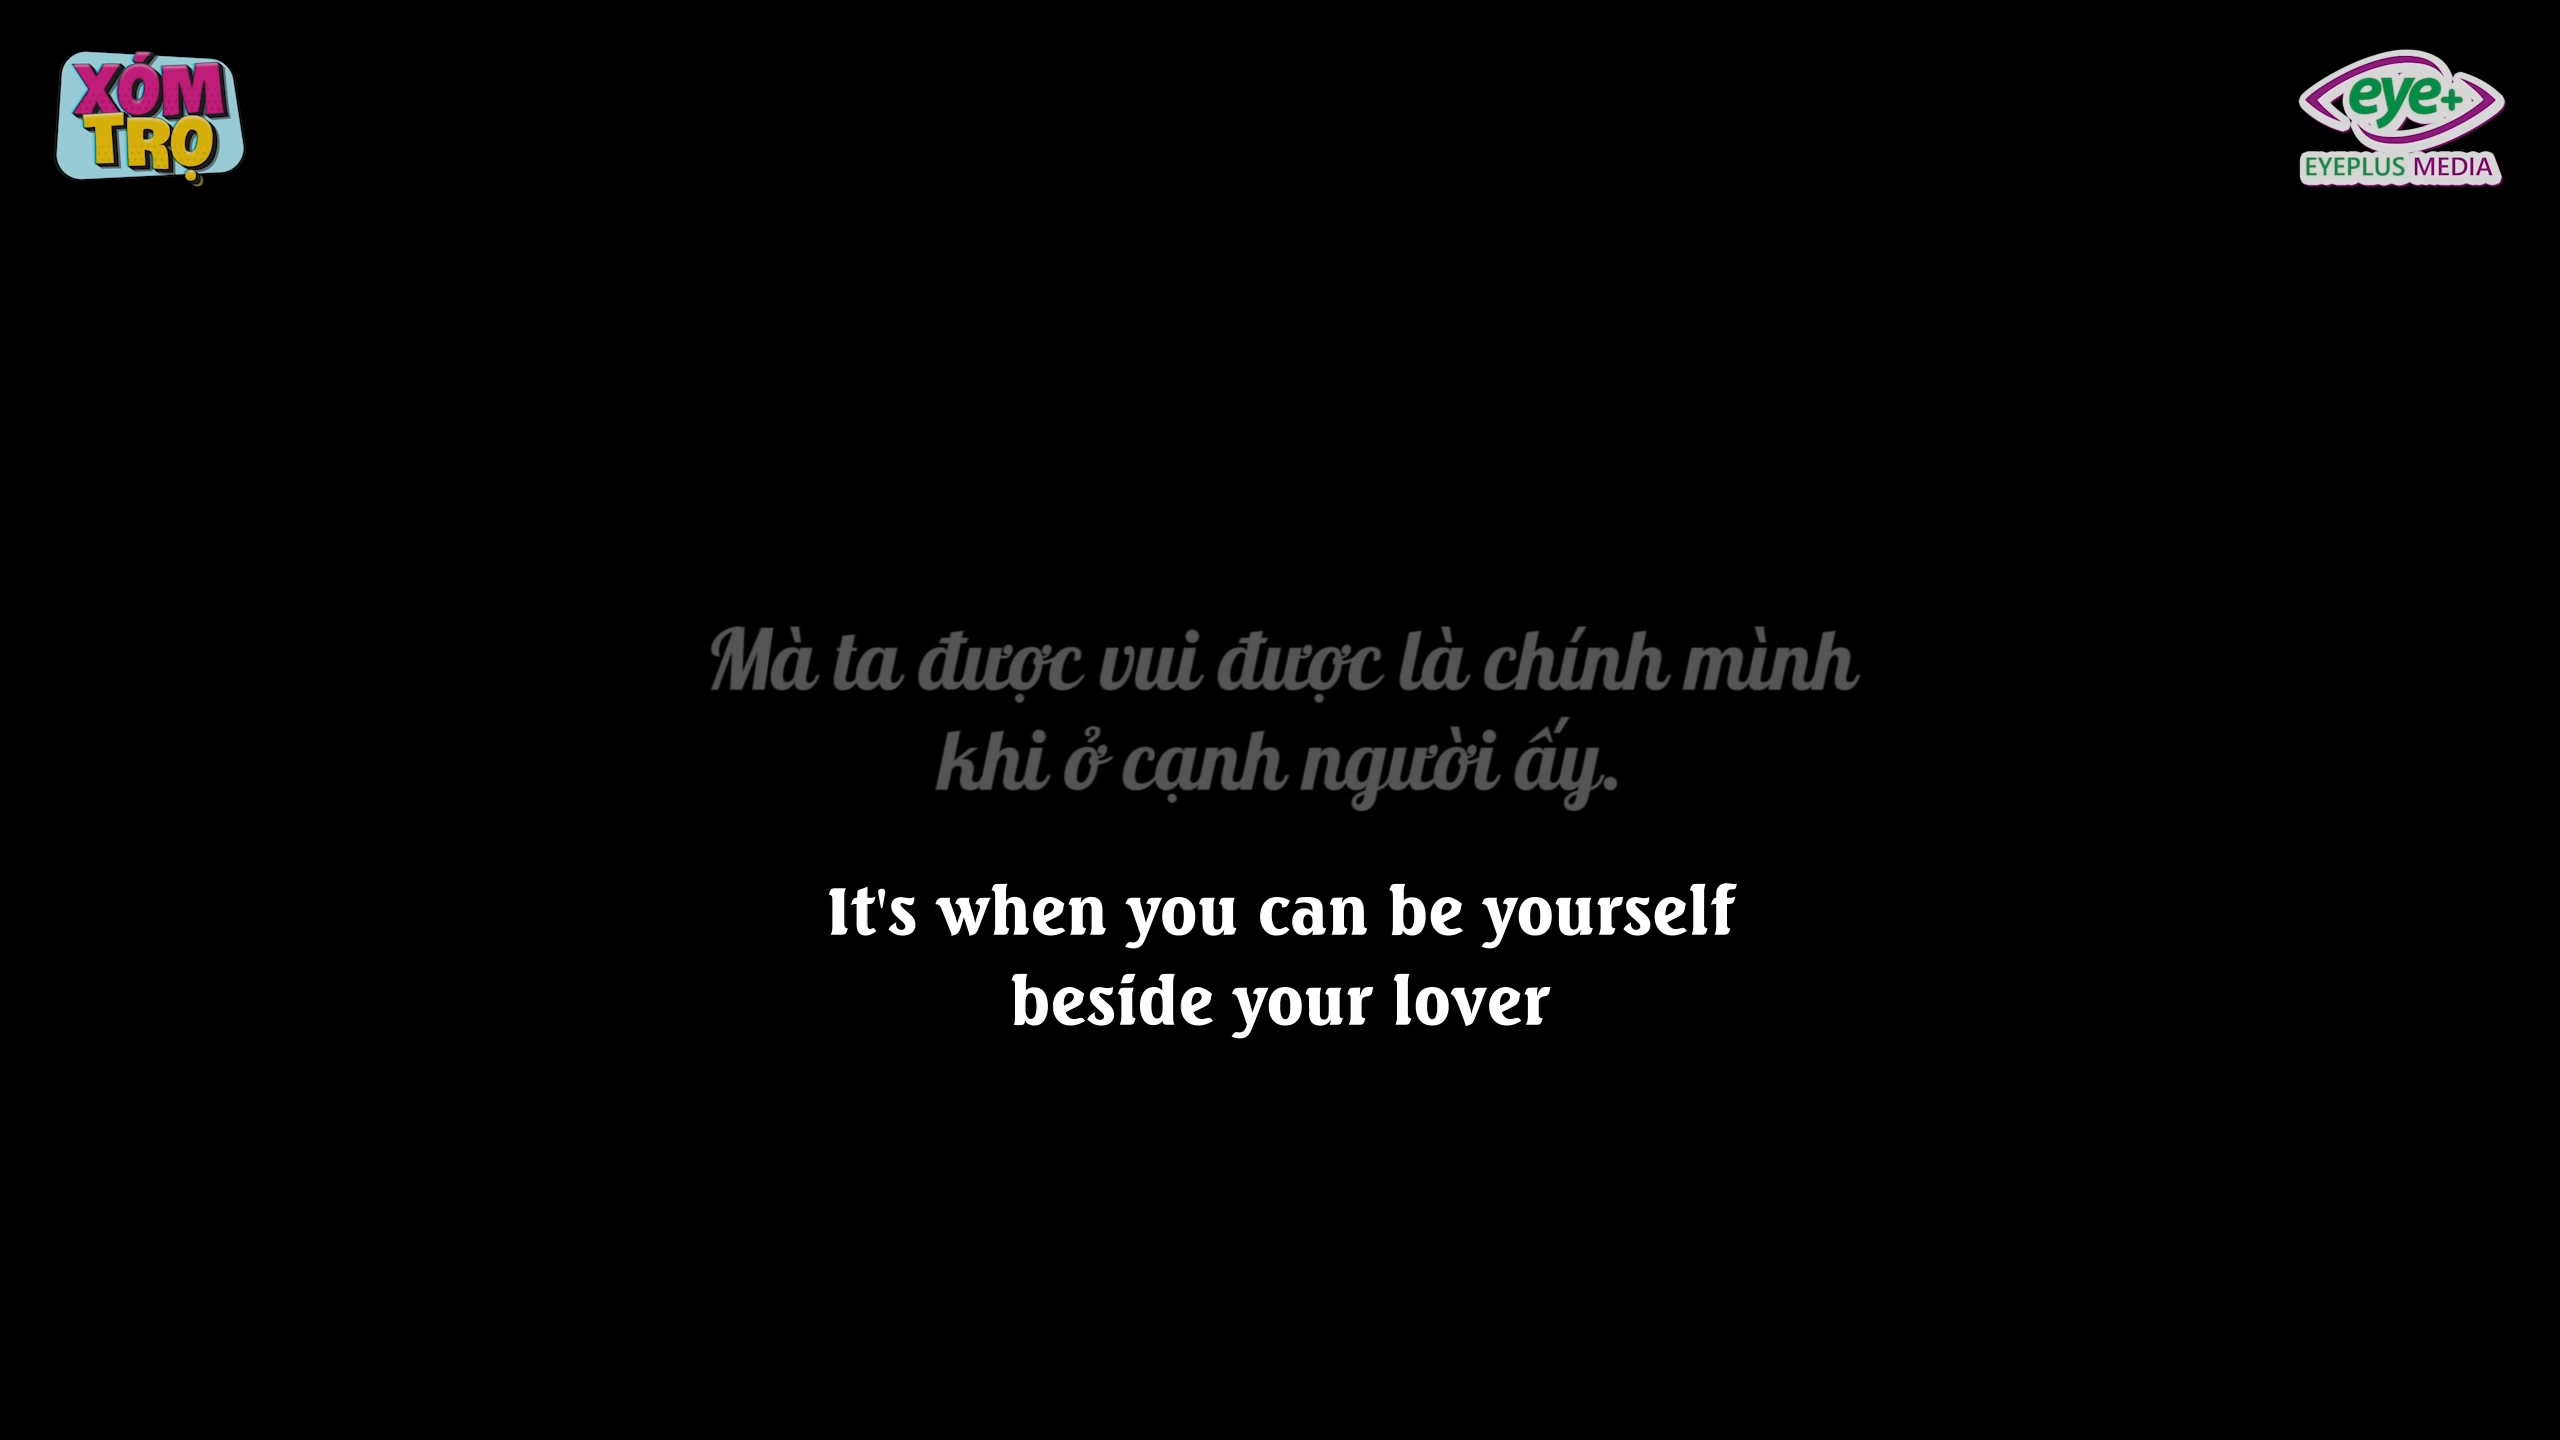 XÓM
TRỌ
eye+
EYEPLUS MEDIA
Mà ta được vui được là chính mình
khi ở cạnh người ấy.
It's when you can be yourself
beside your lover